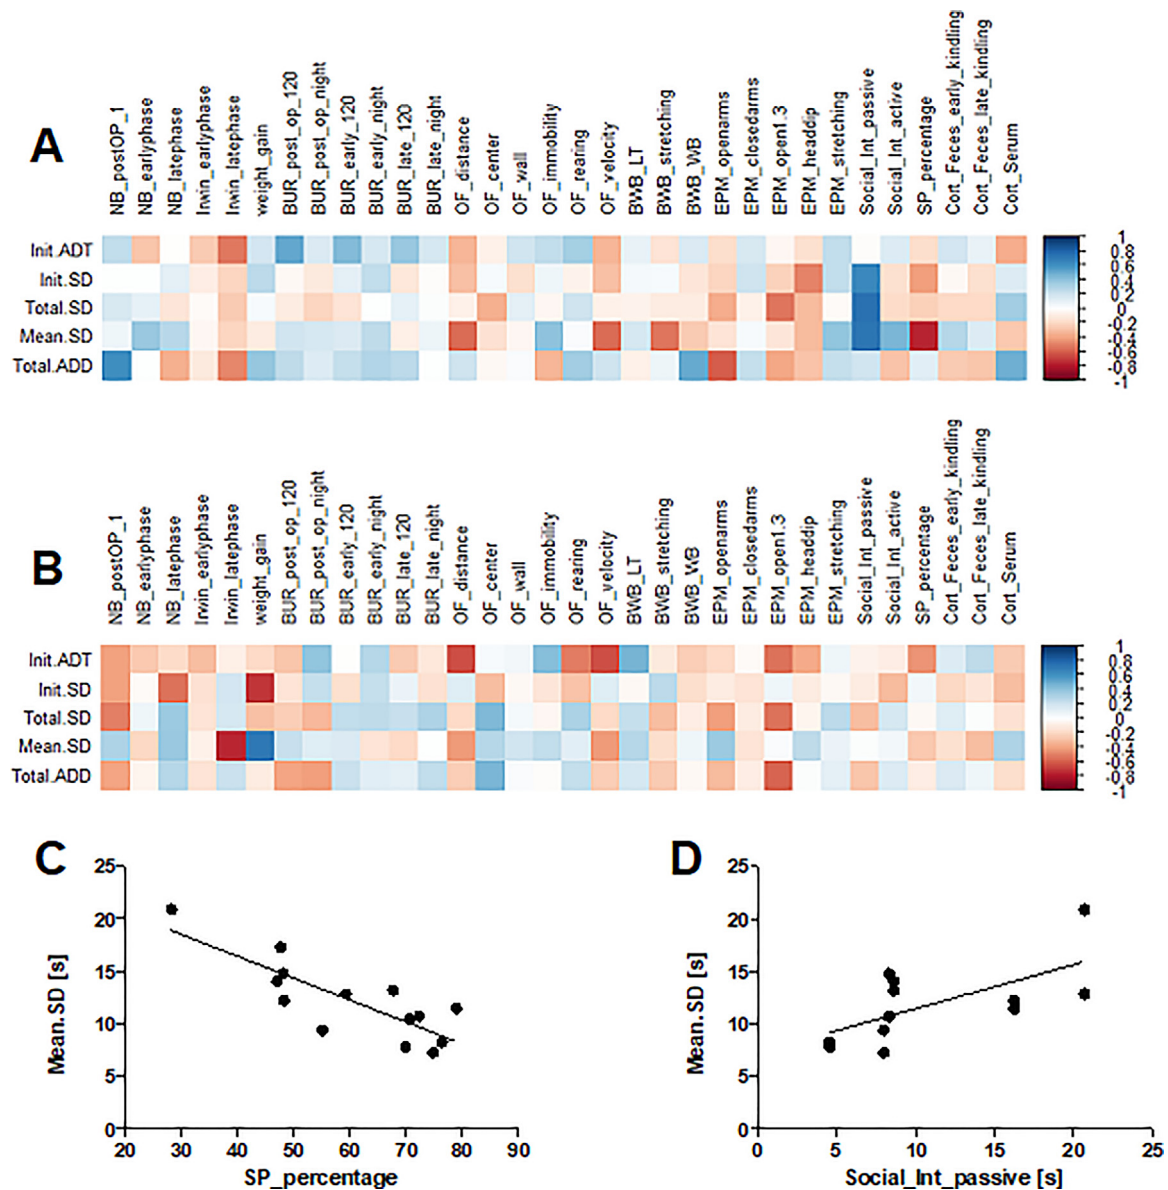 A
NB_postOP_1
NB_earlyphase
NB_latephase
Irwin_earlyphase
Irwin_latephase
weight_gain
BUR_post_op_120
BUR_post_op_night
BUR_early_120
BUR_early_night
BUR_late_120
BUR_late_night
OF_distance
OF_center
OF_wall
OF_immobility
OF_rearing
OF_velocity
BWB_LT
BWB_stretching
BWB_WB
EPM_openarms
EPM_closedarms
EPM_open1.3
EPM_headdip
EPM_stretching
Social_Int_passive
Social_Int_active
SP_percentage
Cort_Feces_early_kindling
Cort_Feces_late_kindling
Cort_Serum
Init.ADT
Init.SD
Total.SD
Mean.SD
Total.ADD
1
0.8
0.6
0.4
0.2
0
-0.2
-0.4
-0.6
-0.8
-1
B
NB_postOP_1
NB_earlyphase
NB_latephase
Irwin_earlyphase
Irwin_latephase
weight_gain
BUR_post_op_120
BUR_post_op_night
BUR_early_120
BUR_early_night
BUR_late_120
BUR_late_night
OF_distance
OF_center
OF_wall
OF_immobility
OF_rearing
OF_velocity
BWB_LT
BWB_stretching
BWB_WB
EPM_openarms
EPM_closedarms
EPM_open1.3
EPM_headdip
EPM_stretching
Social_Int_passive
Social_Int_active
SP_percentage
Cort_Feces_early_kindling
Cort_Feces_late_kindling
Cort_Serum
Init.ADT
Init.SD
Total.SD
Mean.SD
Total.ADD
1
0.8
0.6
0.4
0.2
0
-0.2
-0.4
-0.6
-0.8
-1
C
Mean.SD [s]
25
20
15
10
5
0
20 30 40 50 60 70 80 90
SP_percentage
D
Mean.SD [s]
25
20
15
10
5
0
0 5 10 15 20 25
Social_Int_passive [s]